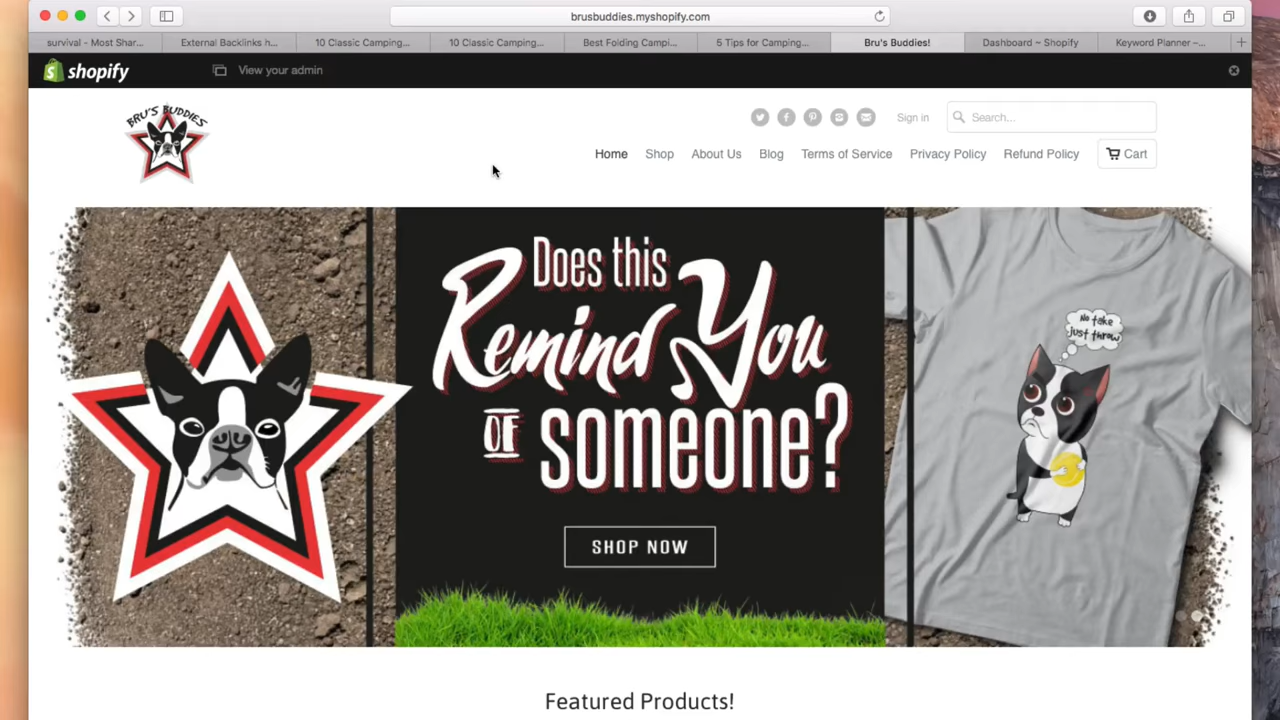 brusbuddies.myshopify.com
survival - Most Shar...
External Backlinks h...
10 Classic Camping...
10 Classic Camping...
Best Folding Campi...
5 Tips for Camping...
Bru's Buddies!
Dashboard ~ Shopify
Keyword Planner –...
shopify
View your admin
BRU'S BUDDIES
Sign in
Search...
Home
Shop
About Us
Blog
Terms of Service
Privacy Policy
Refund Policy
Cart
Does this
Remind You
OF someone?
SHOP NOW
No take
just throw
Featured Products!